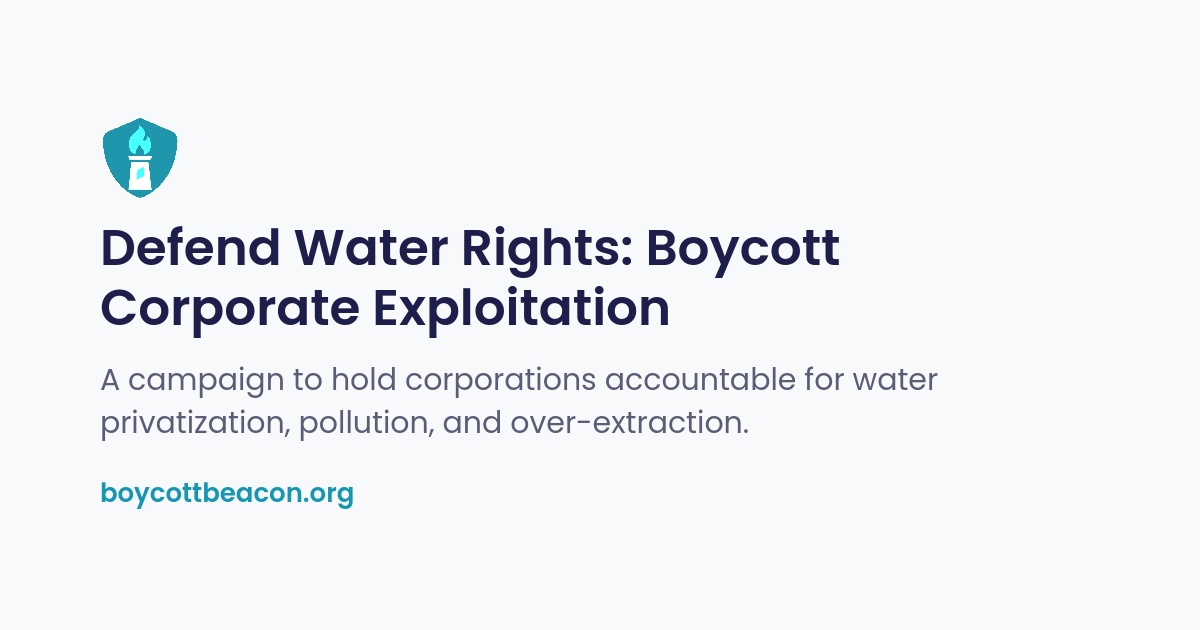 Defend Water Rights: Boycott
Corporate Exploitation
A campaign to hold corporations accountable for water
privatization, pollution, and over-extraction.
boycottbeacon.org